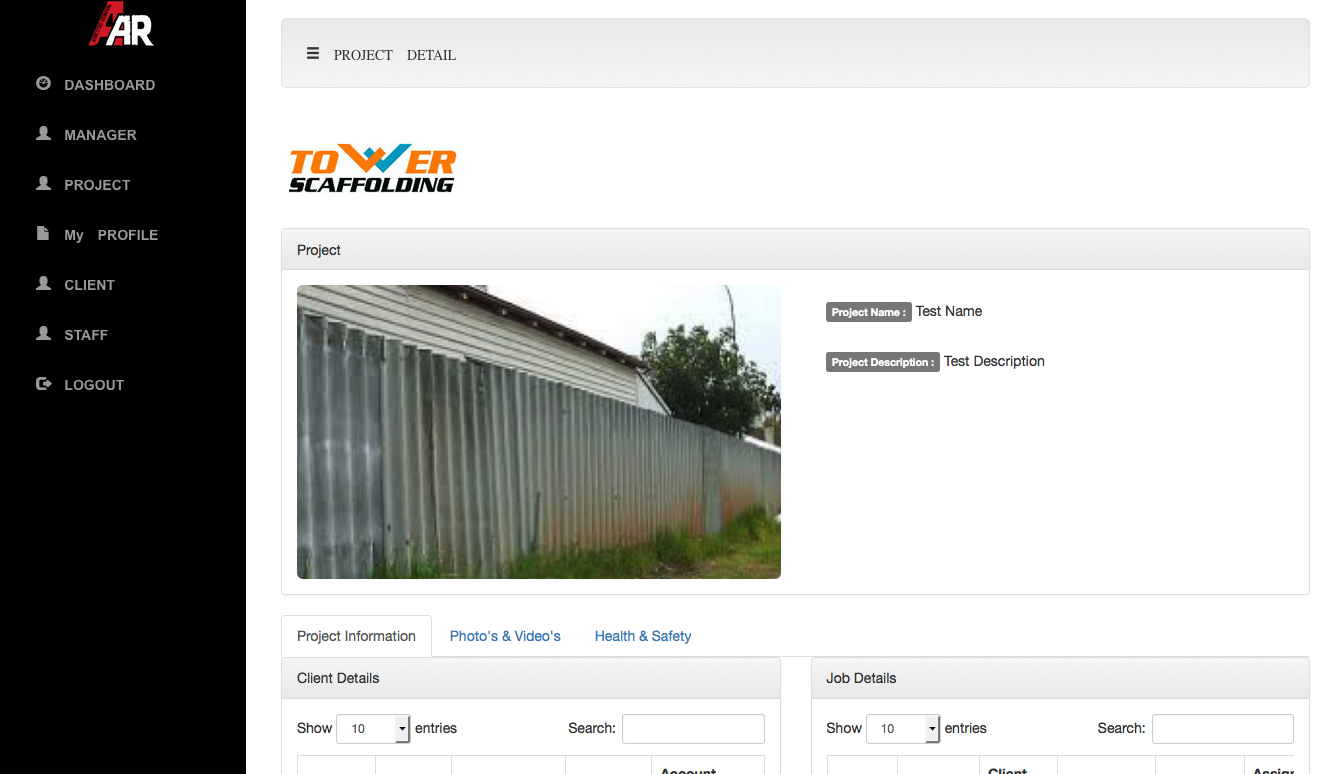 AR
DASHBOARD
MANAGER
PROJECT
My PROFILE
CLIENT
STAFF
LOGOUT
PROJECT DETAIL
TOWER
SCAFFOLDING
Project
Project Name : Test Name
Project Description : Test Description
Project Information Photo's & Video's Health & Safety
Client Details
Show 10 entries Search:
Account
Job Details
Show 10 entries Search:
Client Assign